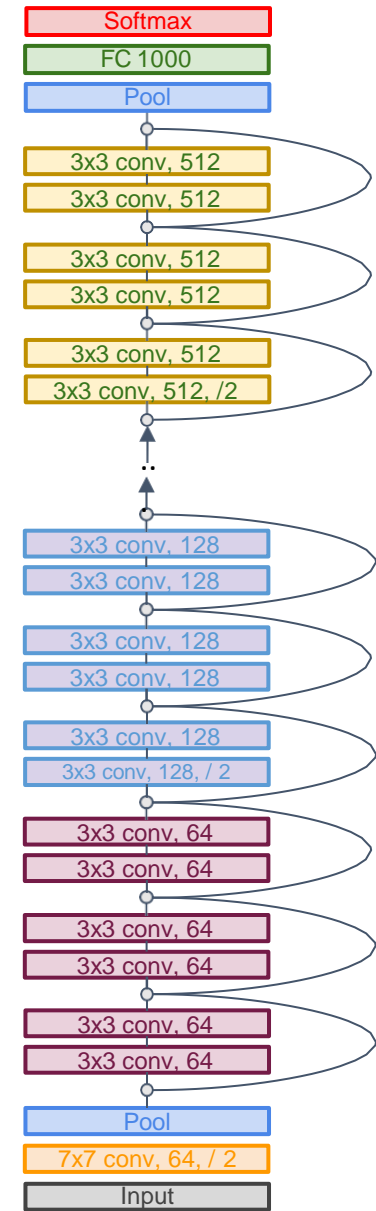 Softmax
FC 1000
Pool
3x3 conv, 512
3x3 conv, 512
3x3 conv, 512
3x3 conv, 512
3x3 conv, 512
3x3 conv, 512, /2
..
.
3x3 conv, 128
3x3 conv, 128
3x3 conv, 128
3x3 conv, 128
3x3 conv, 128
3x3 conv, 128, / 2
3x3 conv, 64
3x3 conv, 64
3x3 conv, 64
3x3 conv, 64
3x3 conv, 64
3x3 conv, 64
Pool
7x7 conv, 64, / 2
Input